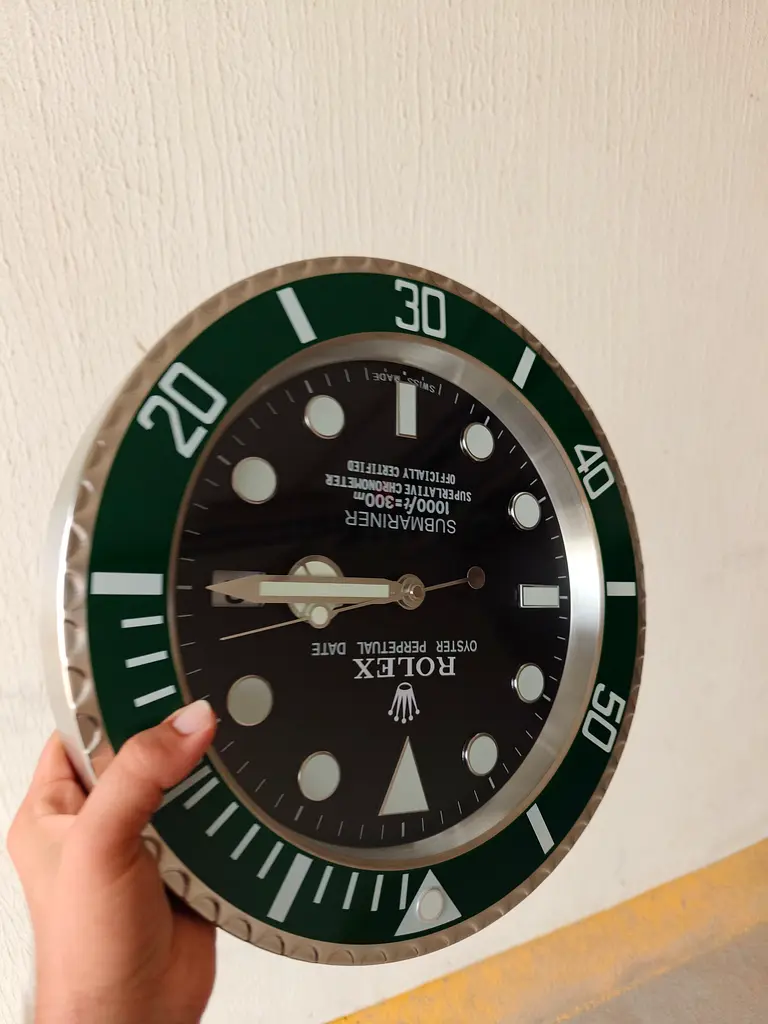 ROLEX
OYSTER PERPETUAL DATE
SUBMARINER
1000ft=300m
SUPERLATIVE CHRONOMETER
OFFICIALLY CERTIFIED
SWISS MADE
20
30
40
50